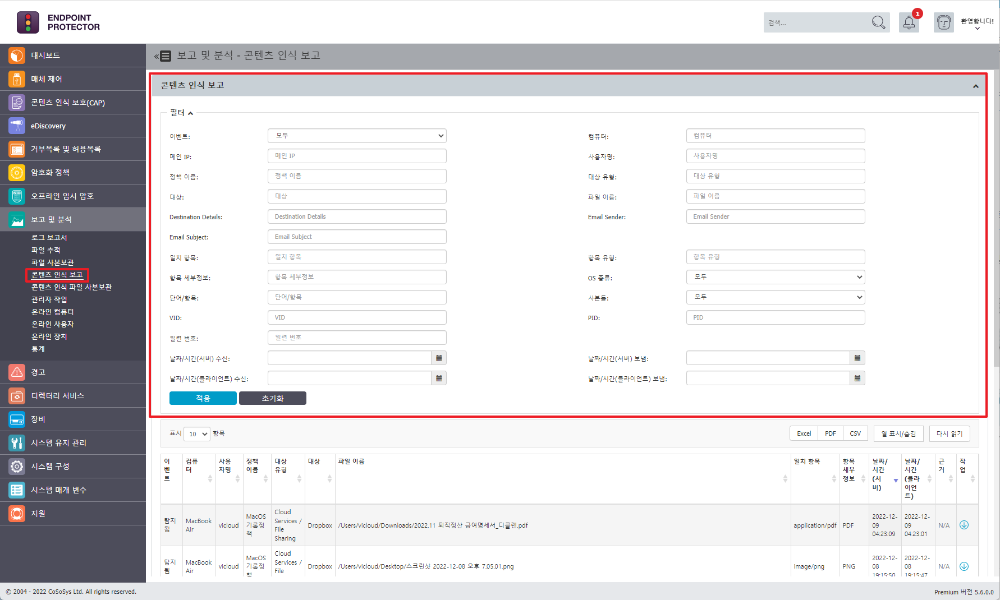 ENDPOINT
PROTECTOR
검색...
1
환영합니다!
대시보드
매체 제어
콘텐츠 인식 보호(CAP)
eDiscovery
거부목록 및 허용목록
암호화 정책
오프라인 임시 암호
보고 및 분석
로그 보고서
파일 추적
파일 사본보관
콘텐츠 인식 보고
콘텐츠 인식 파일 사본보관
관리자 작업
온라인 컴퓨터
온라인 사용자
온라인 장치
통계
경고
디렉터리 서비스
장비
시스템 유지 관리
시스템 구성
시스템 매개 변수
지원
« 보고 및 분석 - 콘텐츠 인식 보고
콘텐츠 인식 보고
필터
이벤트: 모두 컴퓨터: 컴퓨터
메인 IP: 메인 IP 사용자명: 사용자명
정책 이름: 정책 이름 대상 유형: 대상 유형
대상: 대상 파일 이름: 파일 이름
Destination Details: Destination Details Email Sender: Email Sender
Email Subject: Email Subject
일치 항목: 일치 항목 항목 유형: 항목 유형
항목 세부정보: 항목 세부정보 OS 종류: 모두
단어/항목: 단어/항목 사본들: 모두
VID: VID PID: PID
일련 번호: 일련 번호
날짜/시간(서버) 수신: 날짜/시간(서버) 보냄:
날짜/시간(클라이언트) 수신: 날짜/시간(클라이언트) 보냄:
적용 초기화
표시 10 항목 Excel PDF CSV 열 표시/숨김 다시 읽기
이벤트 컴퓨터 사용자명 정책 이름 대상 유형 대상 파일 이름 일치 항목 항목 세부 정보 날짜/시간(서버) 날짜/시간(클라이언트) 근거 작업
탐지됨 MacBook Air vicloud MacOS 기록정책 Cloud Services / File Sharing Dropbox /Users/vicloud/Downloads/2022.11 퇴직정산 급여명세서_디플렌.pdf application/pdf PDF 2022-12-09 04:23:09 2022-12-09 04:23:01 N/A
탐지됨 MacBook Air vicloud MacOS 기록정책 Cloud Services / File Dropbox /Users/vicloud/Desktop/스크린샷 2022-12-08 오후 7.05.01.png image/png PNG 2022-12-08 19:15:50 2022-12-08 19:15:47 N/A
© 2004 - 2022 CoSoSys Ltd. All rights reserved.
Premium 버전 5.6.0.0